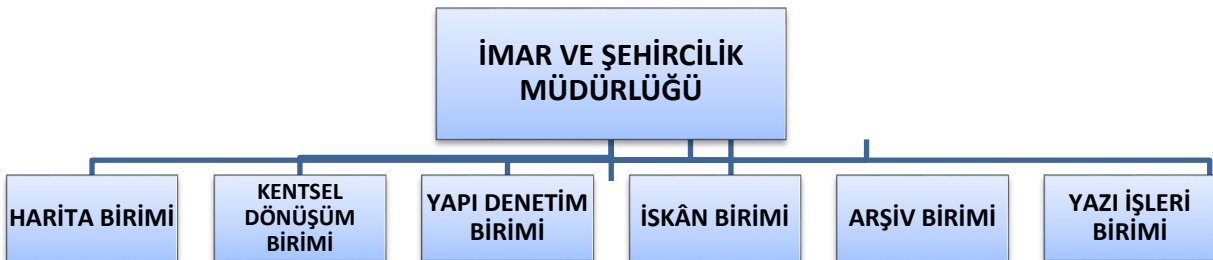 İMAR VE ŞEHİRCİLİK
MÜDÜRLÜĞÜ
HARİTA BİRİMİ
KENTSEL
DÖNÜŞÜM
BİRİMİ
YAPI DENETİM
BİRİMİ
İSKÂN BİRİMİ
ARŞİV BİRİMİ
YAZI İŞLERİ
BİRİMİ